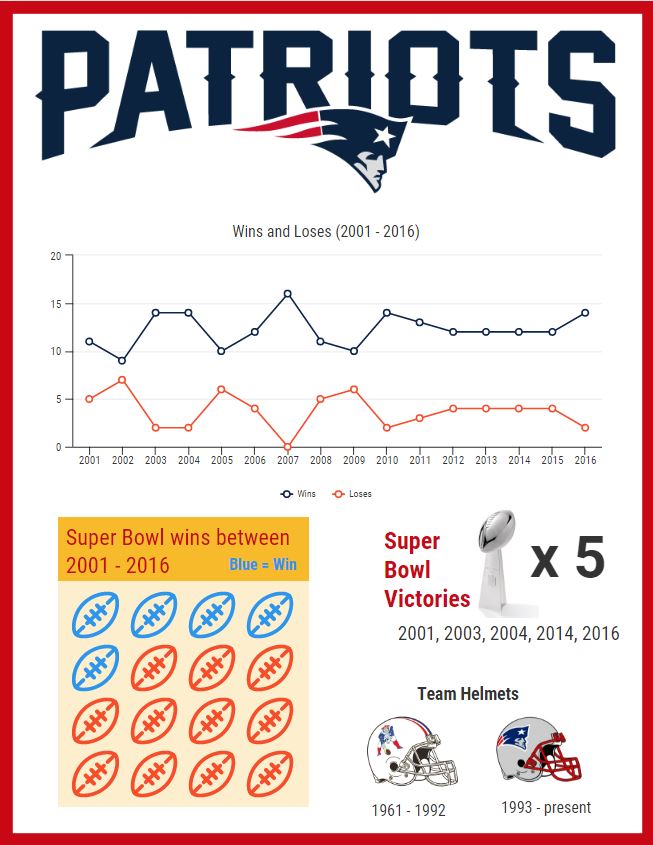 PATRIOTS
Wins and Loses (2001 - 2016)
20
15
10
5
0
2001 2002 2003 2004 2005 2006 2007 2008 2009 2010 2011 2012 2013 2014 2015 2016
Wins Loses
Super Bowl wins between
2001 - 2016 Blue = Win
Super
Bowl
Victories
x 5
2001, 2003, 2004, 2014, 2016
Team Helmets
1961 - 1992
1993 - present